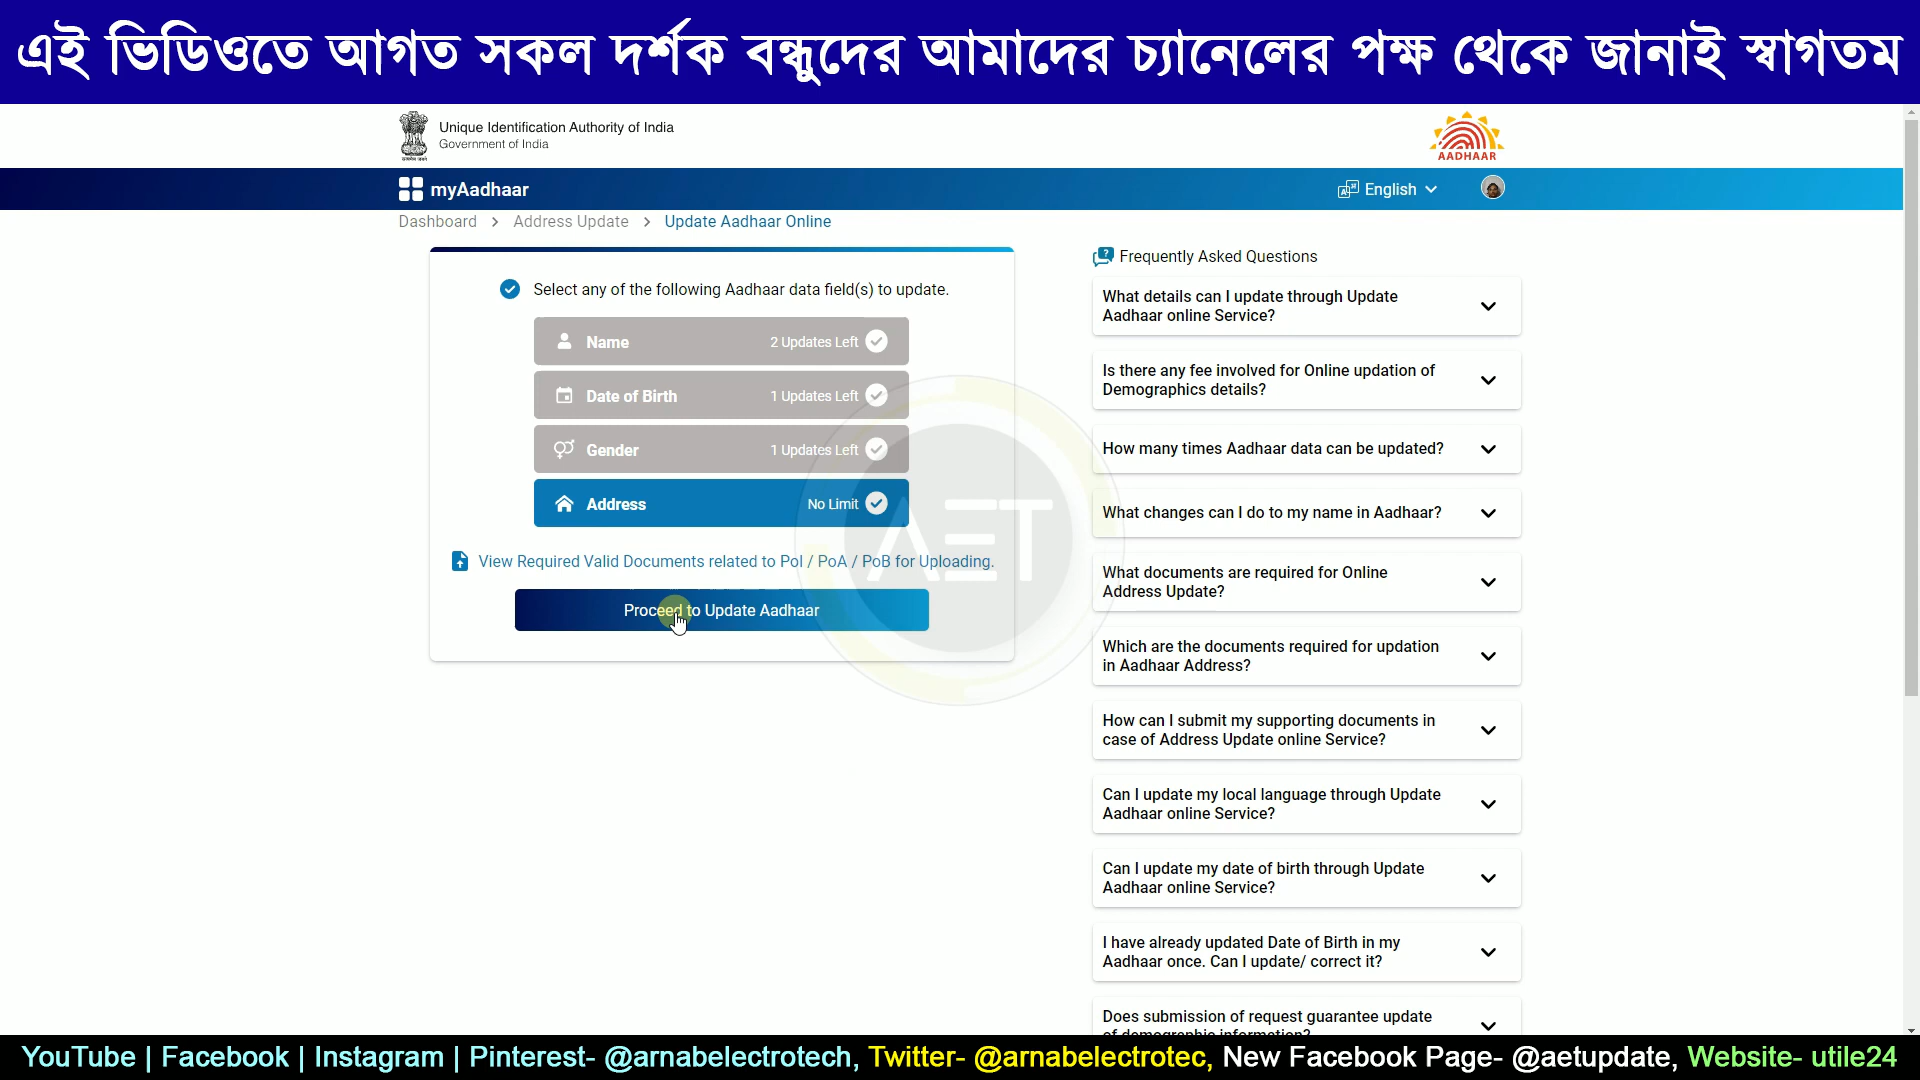 এই ভিডিওতে আগত সকল দর্শক বন্ধুদের আমাদের চ্যানেলের পক্ষ থেকে জানাই স্বাগতম
Unique Identification Authority of India
Government of India
AADHAAR
myAadhaar
English
Dashboard > Address Update > Update Aadhaar Online
Select any of the following Aadhaar data field(s) to update.
Name 2 Updates Left
Date of Birth 1 Updates Left
Gender 1 Updates Left
Address No Limit
View Required Valid Documents related to PoI / PoA / PoB for Uploading.
Proceed to Update Aadhaar
AET
Frequently Asked Questions
What details can I update through Update
Aadhaar online Service?
Is there any fee involved for Online updation of
Demographics details?
How many times Aadhaar data can be updated?
What changes can I do to my name in Aadhaar?
What documents are required for Online
Address Update?
Which are the documents required for updation
in Aadhaar Address?
How can I submit my supporting documents in
case of Address Update online Service?
Can I update my local language through Update
Aadhaar online Service?
Can I update my date of birth through Update
Aadhaar online Service?
I have already updated Date of Birth in my
Aadhaar once. Can I update/ correct it?
Does submission of request guarantee update
of demographic information?
YouTube | Facebook | Instagram | Pinterest- @arnabelectrotech, Twitter- @arnabelectrotec, New Facebook Page- @aetupdate, Website- utile24